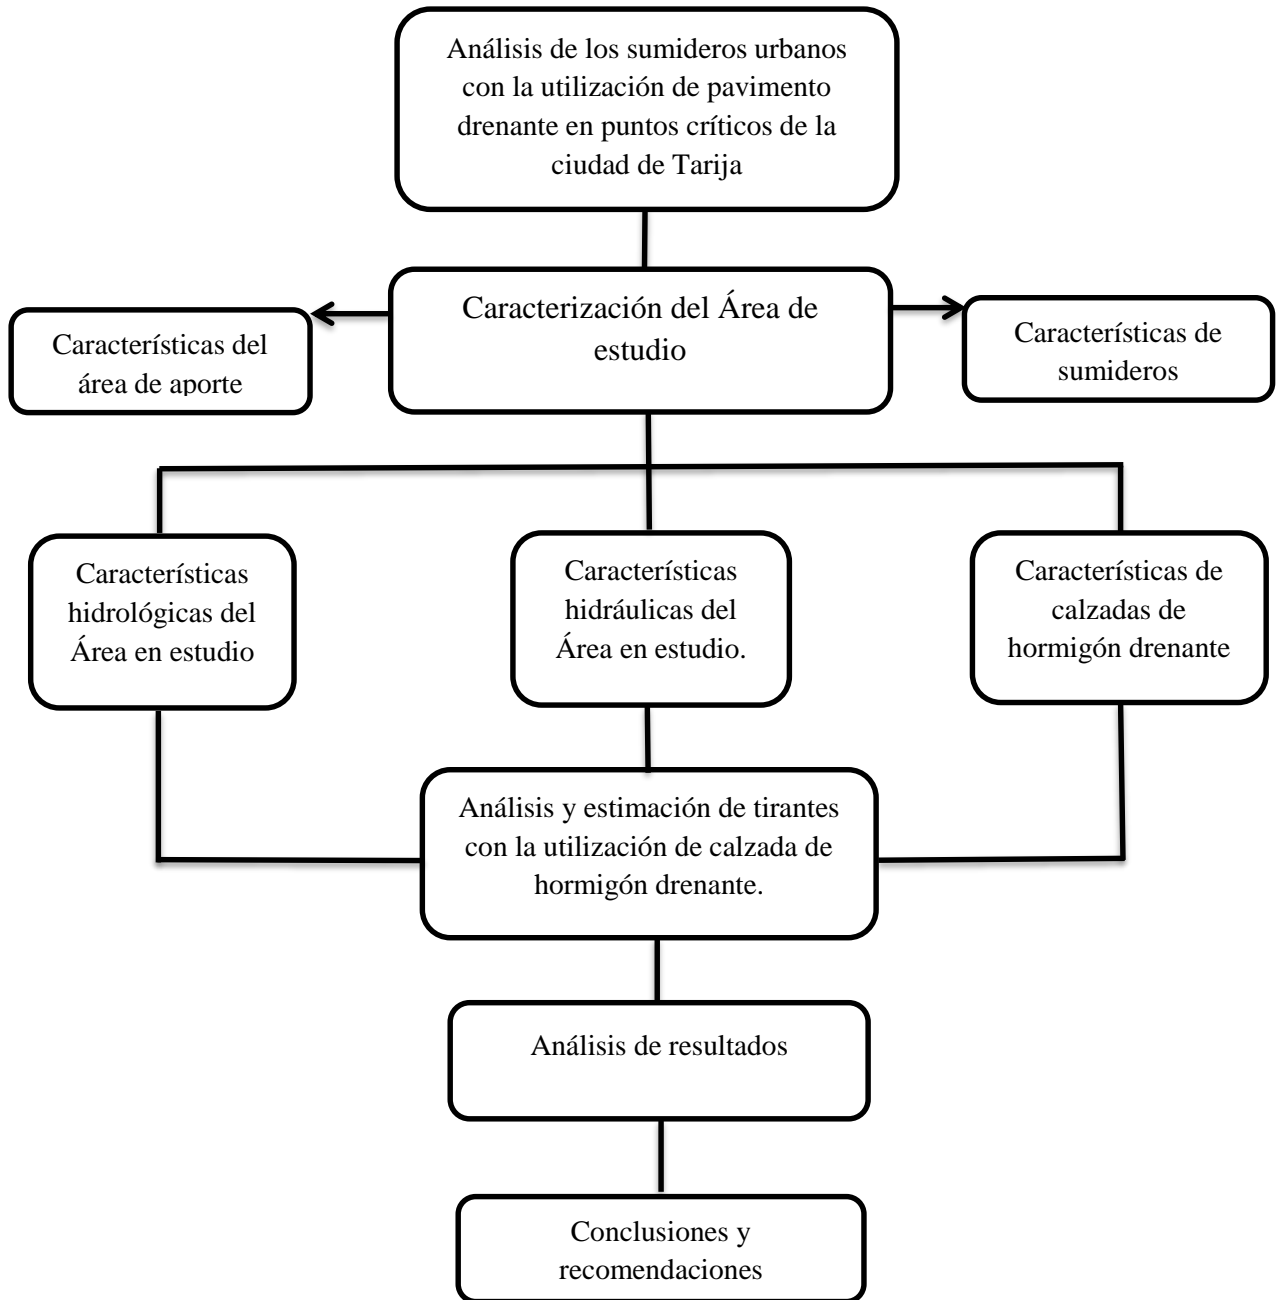 Análisis de los sumideros urbanos
con la utilización de pavimento
drenante en puntos críticos de la
ciudad de Tarija
Caracterización del Área de
estudio
Características del
área de aporte
Características de
sumideros
Características
hidrológicas del
Área en estudio
Características
hidráulicas del
Área en estudio.
Características de
calzadas de
hormigón drenante
Análisis y estimación de tirantes
con la utilización de calzada de
hormigón drenante.
Análisis de resultados
Conclusiones y
recomendaciones